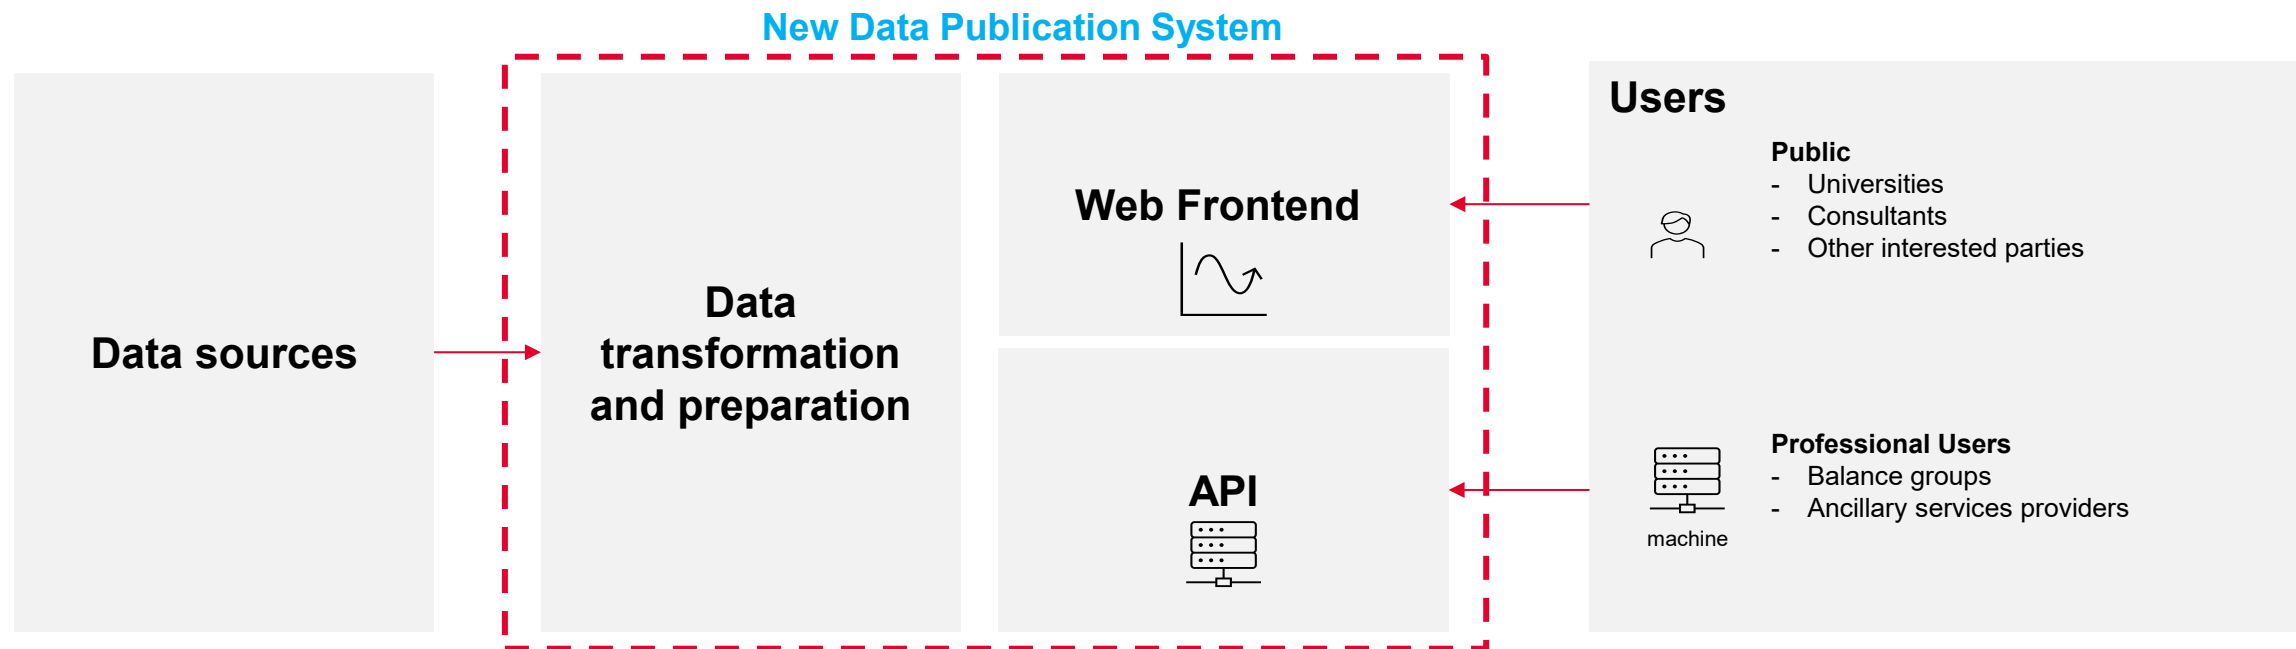 New Data Publication System
Data sources
Data
transformation
and preparation
Web Frontend
API
Users
Public
- Universities
- Consultants
- Other interested parties
Professional Users
- Balance groups
- Ancillary services providers
machine